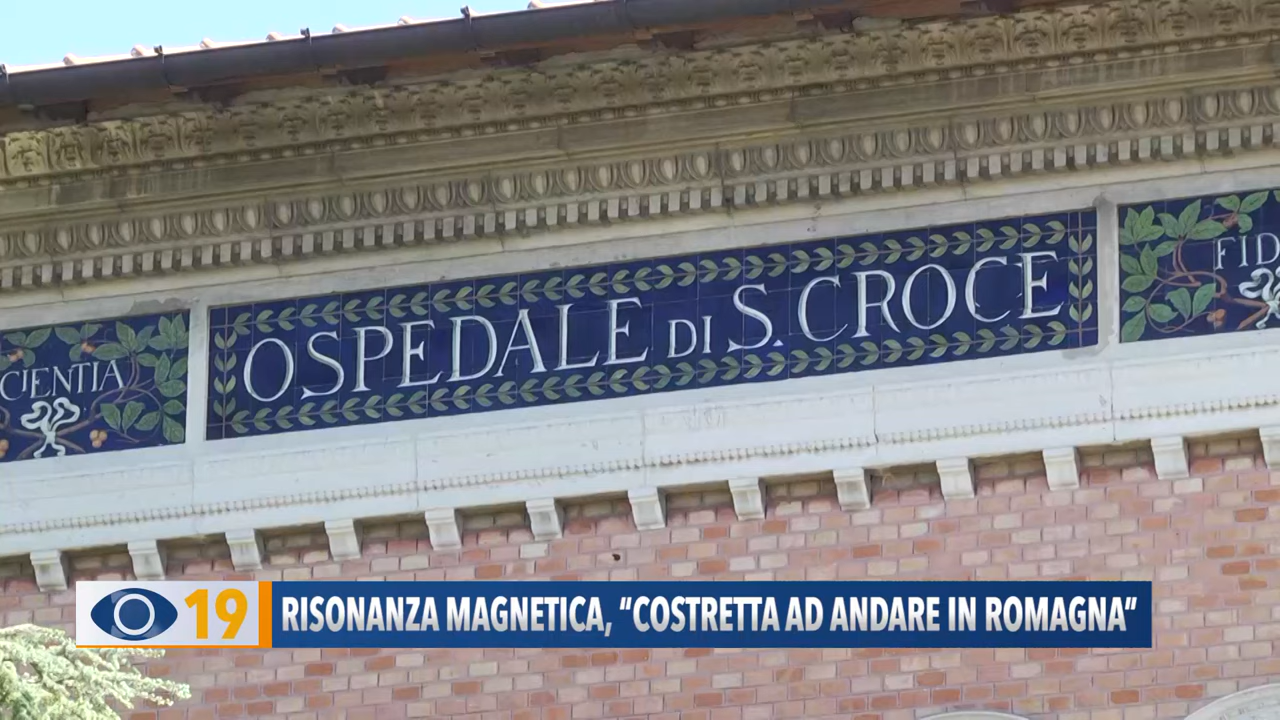 CIENTIA
OSPEDALE DI S. CROCE
FID
19
RISONANZA MAGNETICA, “COSTRETTA AD ANDARE IN ROMAGNA”